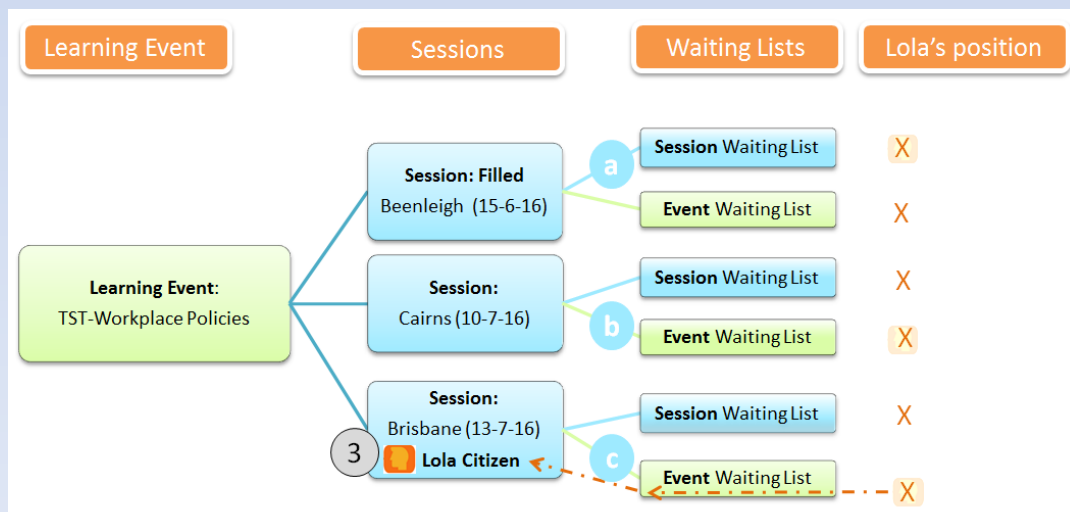 Learning Event
Sessions
Waiting Lists
Lola's position
Learning Event:
TST-Workplace Policies
Session: Filled
Beenleigh (15-6-16)
a
Session Waiting List
X
Event Waiting List
X
Session:
Cairns (10-7-16)
b
Session Waiting List
X
Event Waiting List
X
Session:
Brisbane (13-7-16)
3
Lola Citizen
c
Session Waiting List
X
Event Waiting List
X